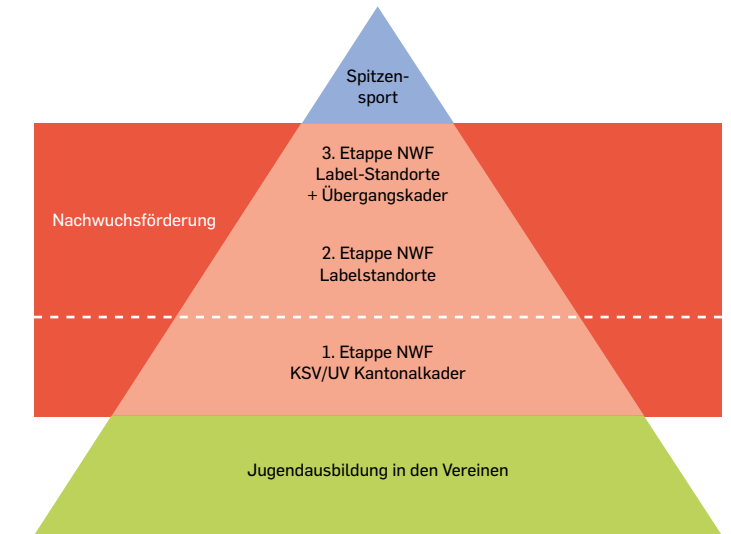 Spitzen-
sport
3. Etappe NWF
Label-Standorte
+ Übergangskader
Nachwuchsförderung
2. Etappe NWF
Labelstandorte
1. Etappe NWF
KSV/UV Kantonalkader
Jugendausbildung in den Vereinen